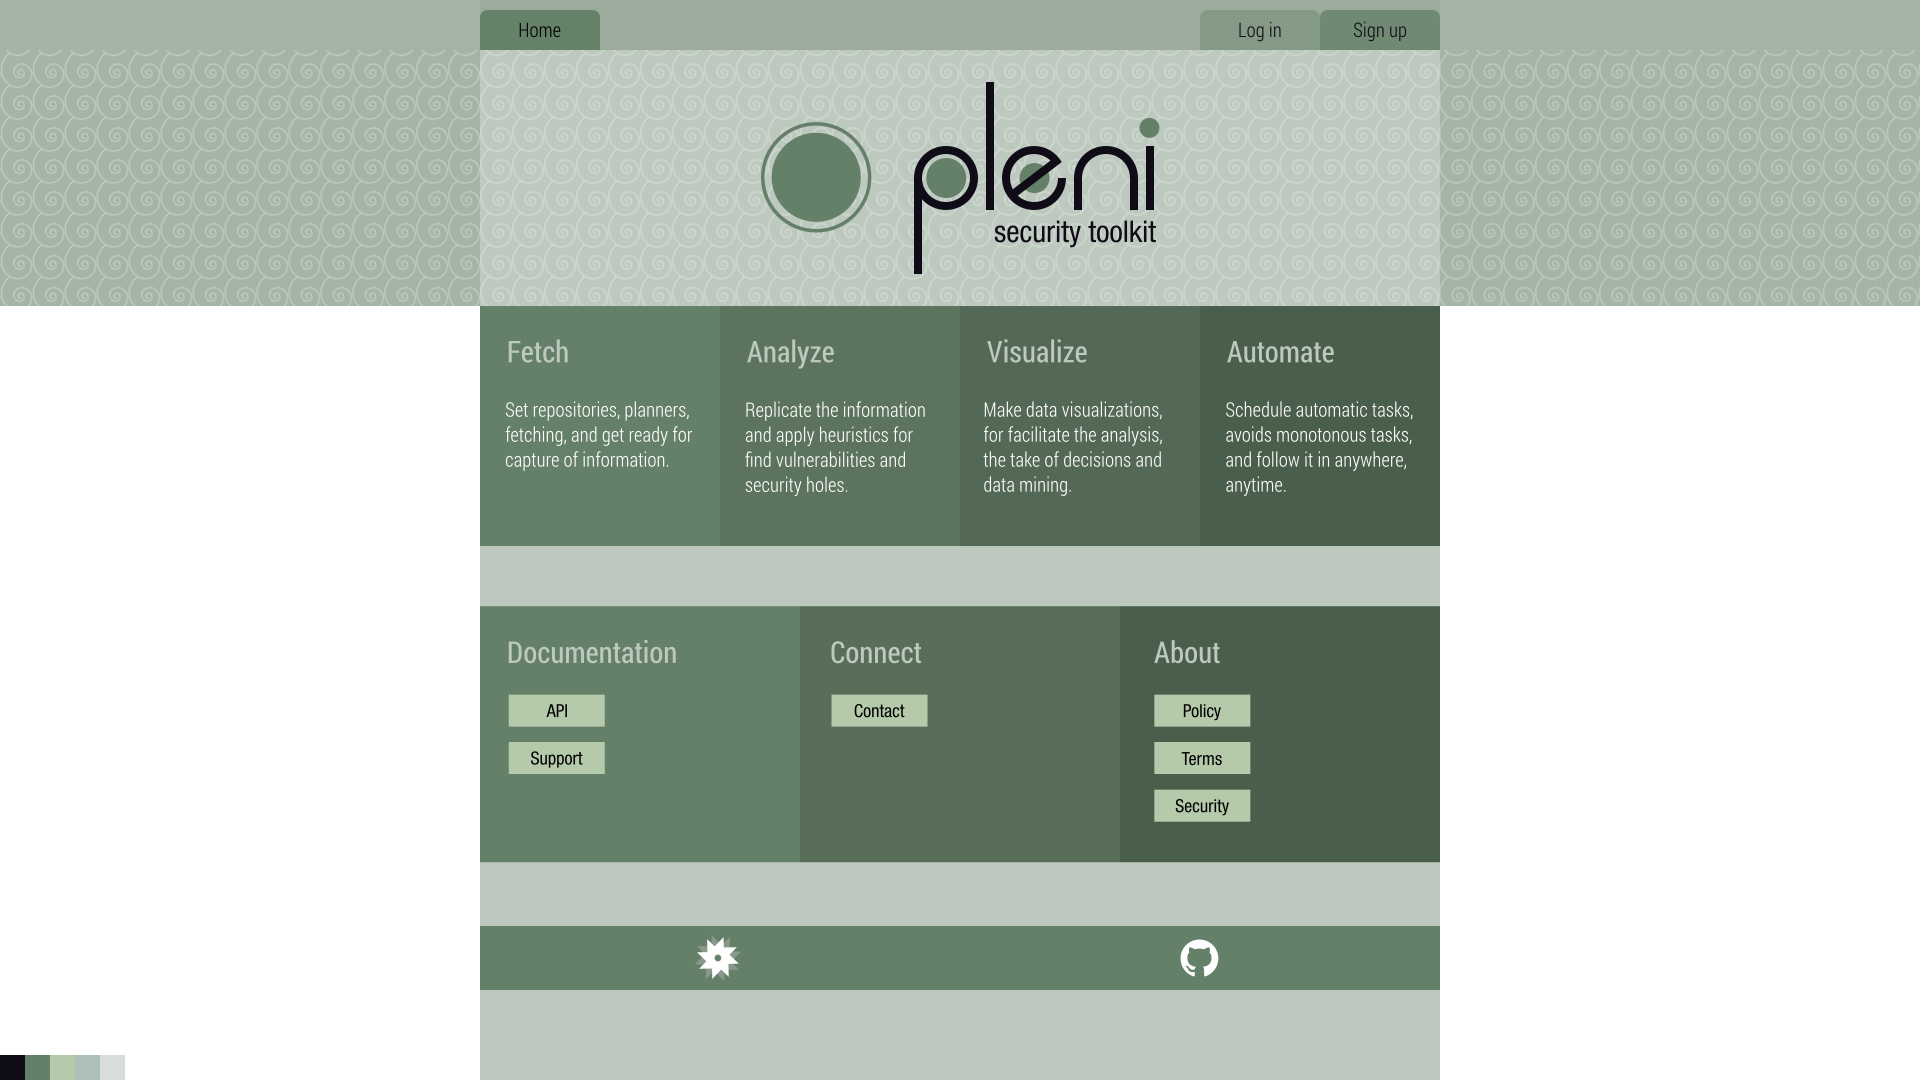 Home
Log in
Sign up
pleni
security toolkit
Fetch
Set repositories, planners,
fetching, and get ready for
capture of information.
Analyze
Replicate the information
and apply heuristics for
find vulnerabilities and
security holes.
Visualize
Make data visualizations,
for facilitate the analysis,
the take of decisions and
data mining.
Automate
Schedule automatic tasks,
avoids monotonous tasks,
and follow it in anywhere,
anytime.
Documentation
API
Support
Connect
Contact
About
Policy
Terms
Security